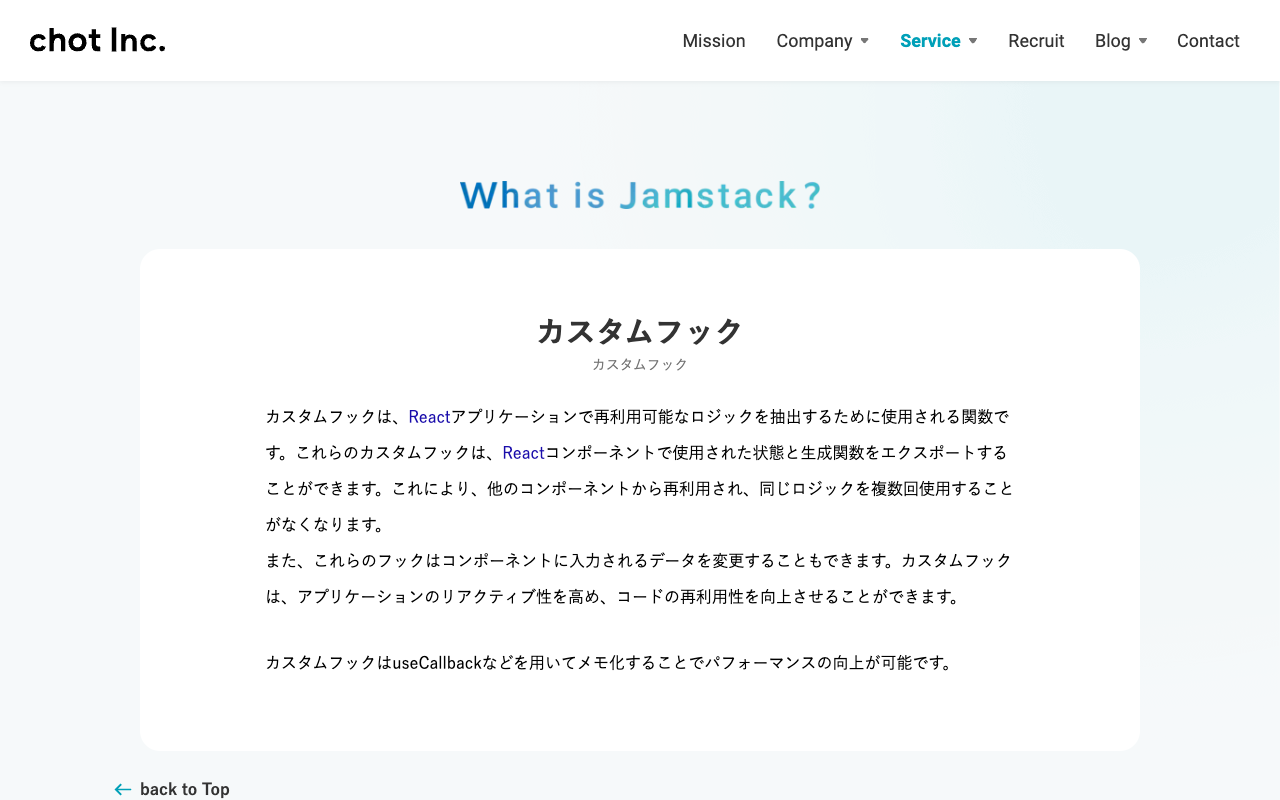 chot Inc.
Mission
Company
Service
Recruit
Blog
Contact
What is Jamstack?
カスタムフック
カスタムフック
カスタムフックは、Reactアプリケーションで再利用可能なロジックを抽出するために使用される関数で
す。これらのカスタムフックは、Reactコンポーネントで使用された状態と生成関数をエクスポートする
ことができます。これにより、他のコンポーネントから再利用され、同じロジックを複数回使用すること
がなくなります。
また、これらのフックはコンポーネントに入力されるデータを変更することもできます。カスタムフック
は、アプリケーションのリアクティブ性を高め、コードの再利用性を向上させることができます。
カスタムフックはuseCallbackなどを用いてメモ化することでパフォーマンスの向上が可能です。
← back to Top